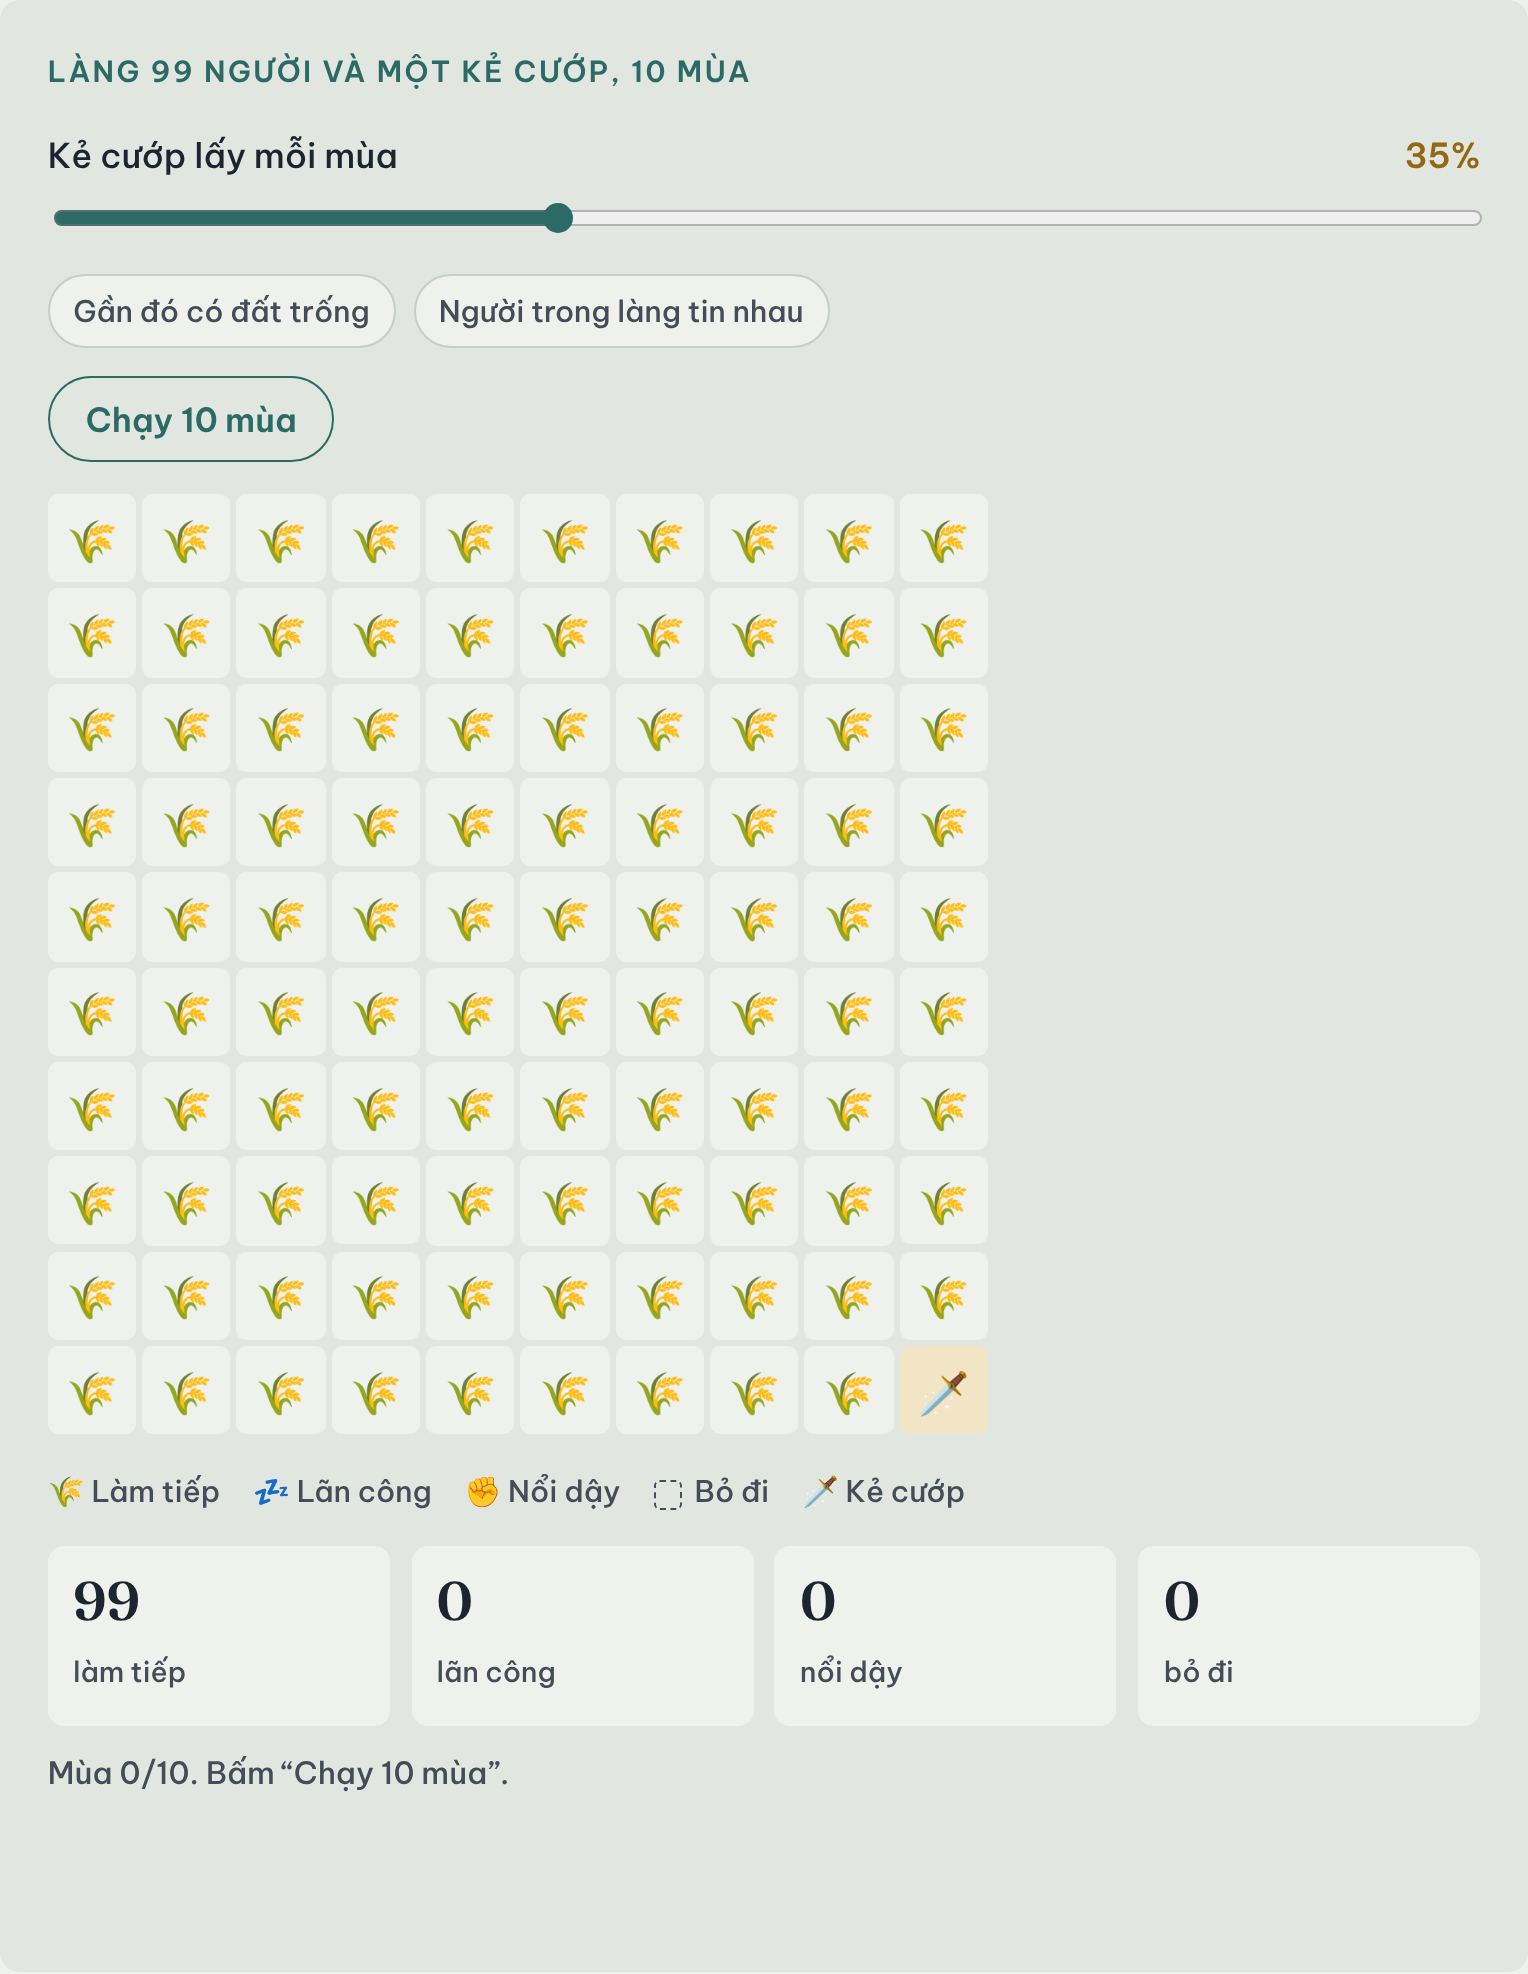 LÀNG 99 NGƯỜI VÀ MỘT KẺ CƯỚP, 10 MÙA
Kẻ cướp lấy mỗi mùa 35%
Gần đó có đất trống Người trong làng tin nhau
Chạy 10 mùa
Làm tiếp Lãn công Nổi dậy Bỏ đi Kẻ cướp
99 0 0 0
làm tiếp lãn công nổi dậy bỏ đi
Mùa 0/10. Bấm “Chạy 10 mùa”.